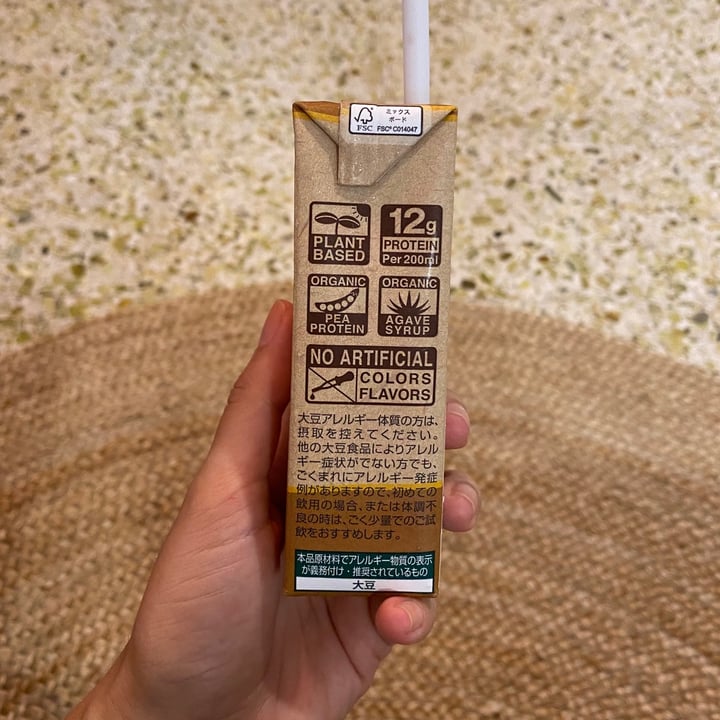 ミックス
ボード
FSC
FSC® C014047
PLANT
BASED
12g
PROTEIN
Per 200ml
ORGANIC
PEA
PROTEIN
ORGANIC
AGAVE
SYRUP
NO ARTIFICIAL
COLORS
FLAVORS
大豆アレルギー体質の方は、
摂取を控えてください。
他の大豆食品によりアレル
ギー症状がでない方でも、
ごくまれにアレルギー発症
例がありますので、初めての
飲用の場合、または体調不
良の時は、ごく少量でのご試
飲をおすすめします。
本品原材料でアレルギー物質の表示
が義務付け・推奨されているもの
大豆